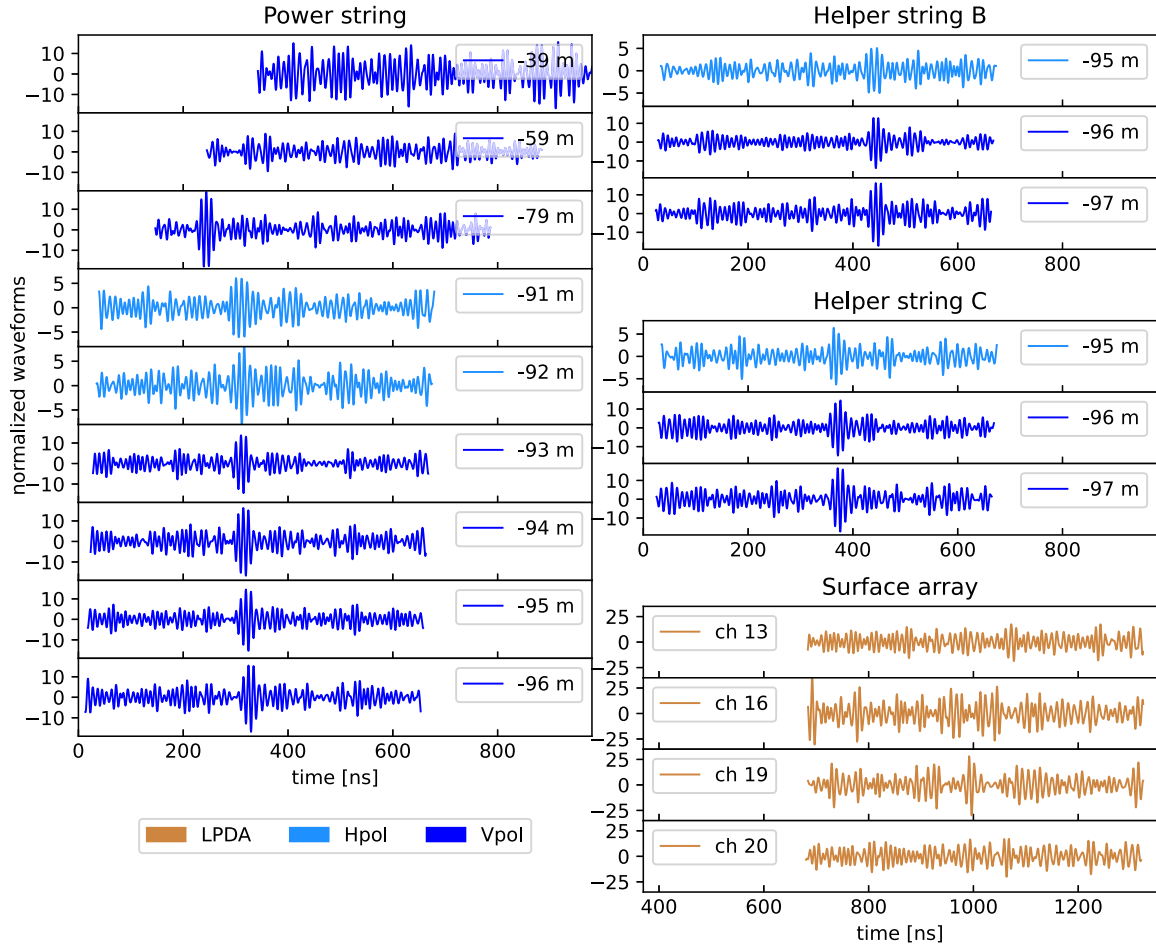 Power string
10
0
−10
-39 m
10
0
−10
-59 m
10
0
−10
-79 m
5
0
−5
-91 m
5
0
−5
-92 m
10
0
−10
-93 m
10
0
−10
-94 m
10
0
−10
-95 m
10
0
−10
-96 m
0 200 400 600 800
time [ns]
normalized waveforms
LPDA Hpol Vpol
Helper string B
5
0
−5
-95 m
10
0
−10
-96 m
10
0
−10
-97 m
0 200 400 600 800
Helper string C
5
0
−5
-95 m
10
0
−10
-96 m
10
0
−10
-97 m
0 200 400 600 800
Surface array
25
0
−25
ch 13
25
0
−25
ch 16
25
0
−25
ch 19
25
0
−25
ch 20
400 600 800 1000 1200
time [ns]